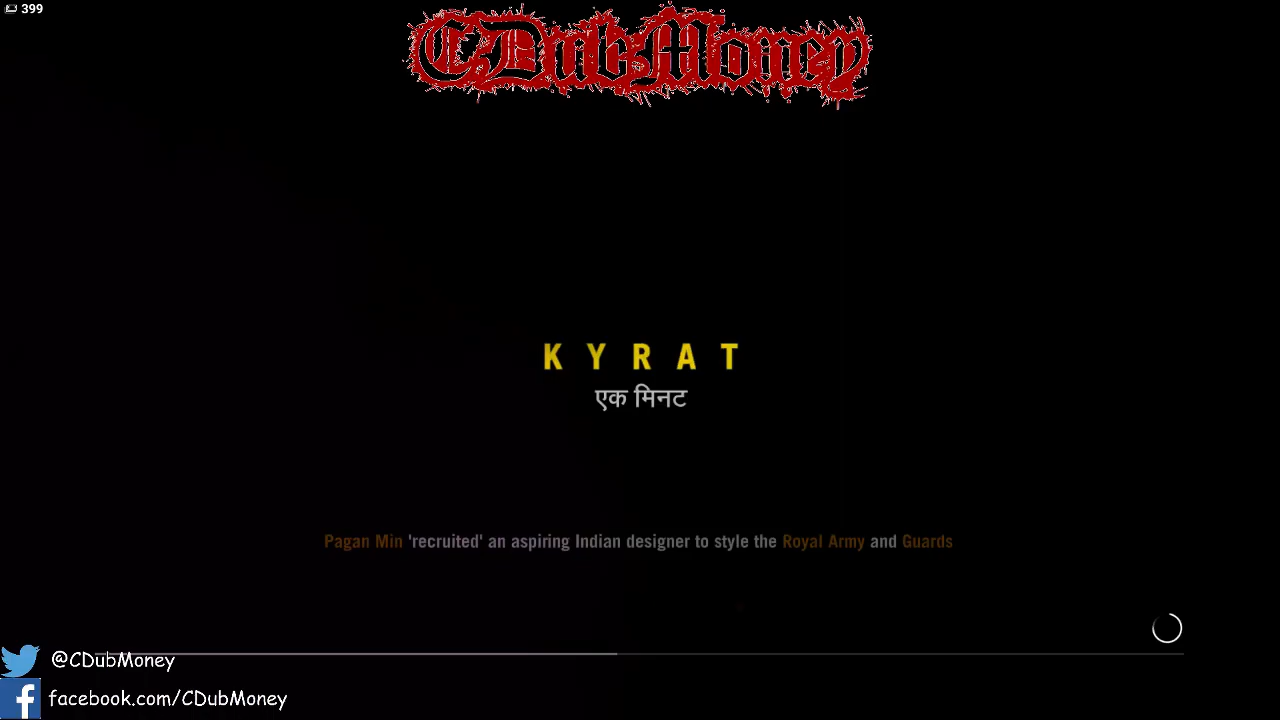 399
CDubMoney
KYRAT
एक मिनट
Pagan Min 'recruited' an aspiring Indian designer to style the Royal Army and Guards
@CDubMoney
facebook.com/CDubMoney